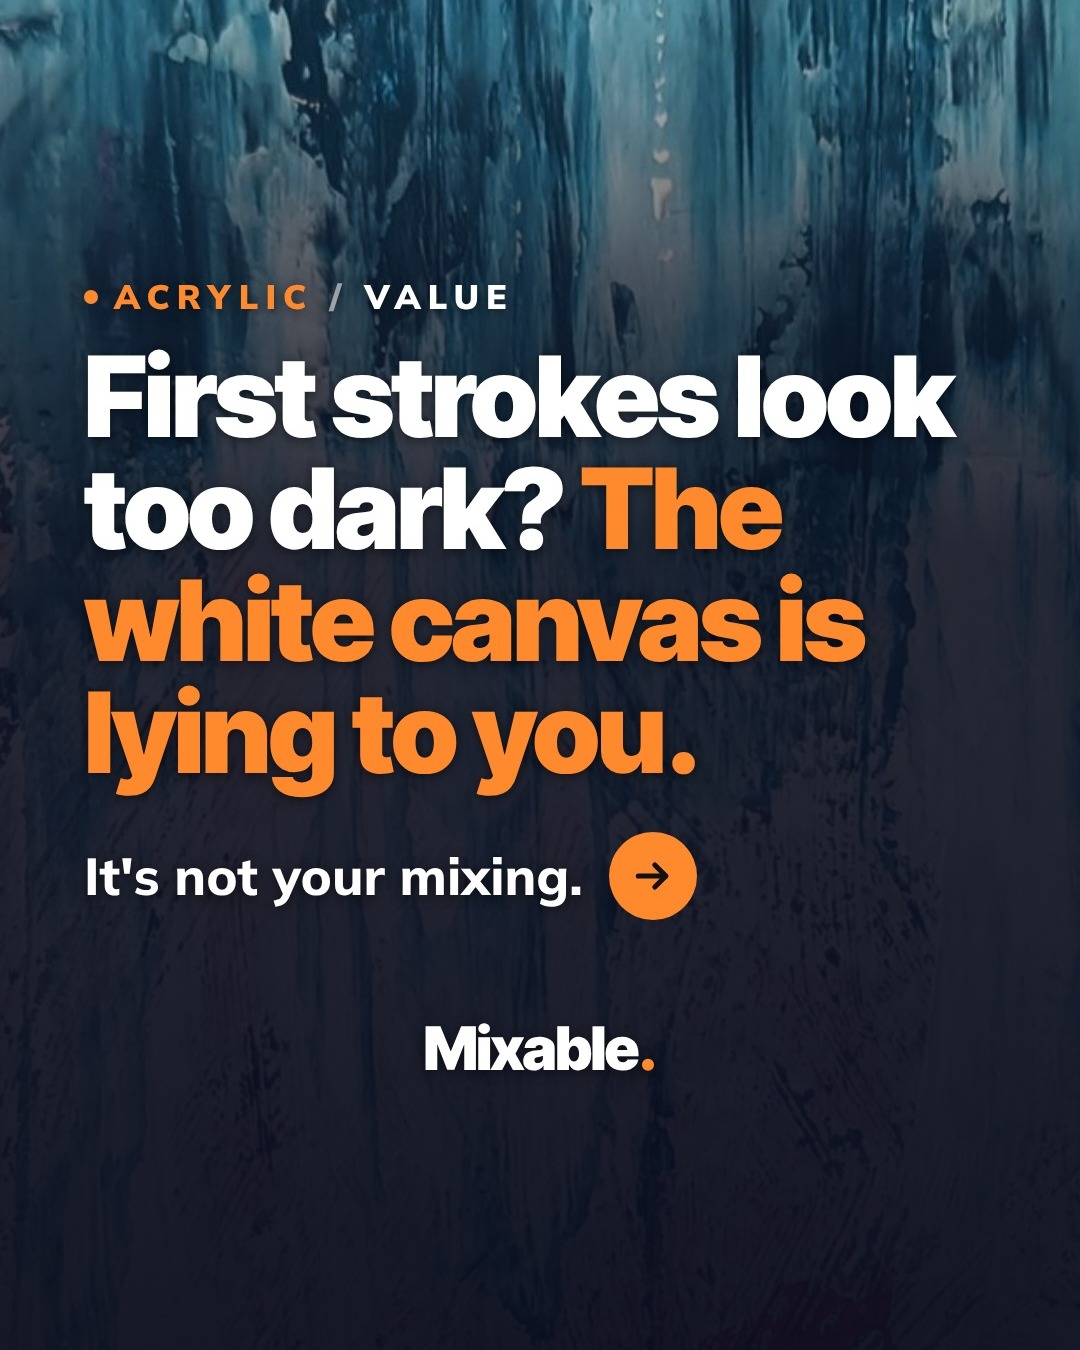 • ACRYLIC / VALUE
First strokes look
too dark? The
white canvas is
lying to you.
It's not your mixing. →
Mixable.